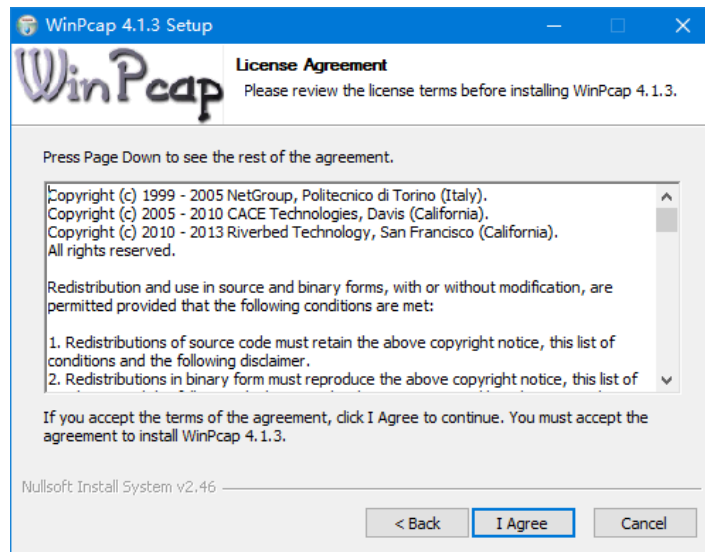 WinPcap 4.1.3 Setup
WinPcap
License Agreement
Please review the license terms before installing WinPcap 4.1.3.
Press Page Down to see the rest of the agreement.
Copyright (c) 1999 - 2005 NetGroup, Politecnico di Torino (Italy).
Copyright (c) 2005 - 2010 CACE Technologies, Davis (California).
Copyright (c) 2010 - 2013 Riverbed Technology, San Francisco (California).
All rights reserved.
Redistribution and use in source and binary forms, with or without modification, are
permitted provided that the following conditions are met:
1. Redistributions of source code must retain the above copyright notice, this list of
conditions and the following disclaimer.
2. Redistributions in binary form must reproduce the above copyright notice, this list of
If you accept the terms of the agreement, click I Agree to continue. You must accept the
agreement to install WinPcap 4.1.3.
Nullsoft Install System v2.46
< Back
I Agree
Cancel